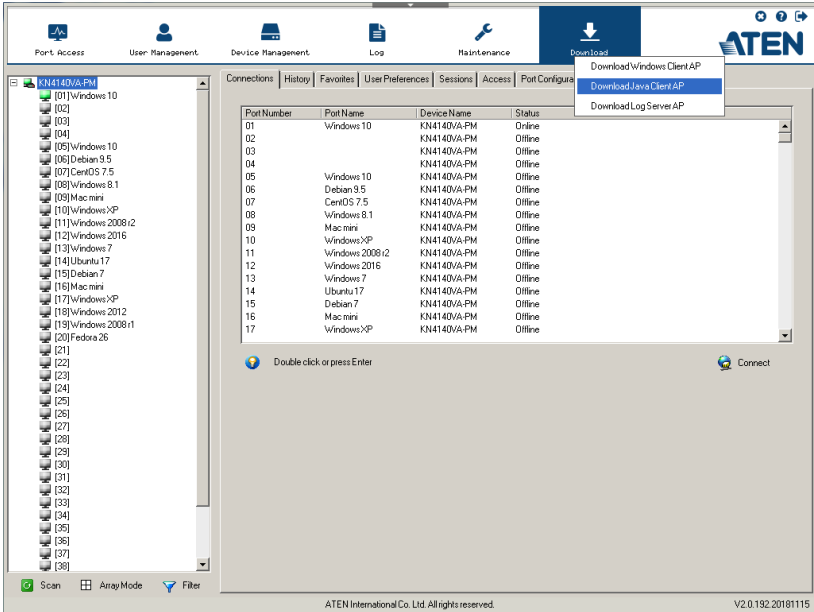 Port Access
User Management
Device Management
Log
Maintenance
Download
ATEN
Download Windows Client AP
Download Java Client AP
Download Log Server AP
KN4140VA-PM
[01]Windows 10
[02]
[03]
[04]
[05]Windows 10
[06]Debian 9.5
[07]CentOS 7.5
[08]Windows 8.1
[09]Mac mini
[10]Windows XP
[11]Windows 2008 r2
[12]Windows 2016
[13]Windows 7
[14]Ubuntu 17
[15]Debian 7
[16]Mac mini
[17]Windows XP
[18]Windows 2012
[19]Windows 2008 r1
[20]Fedora 26
[21]
[22]
[23]
[24]
[25]
[26]
[27]
[28]
[29]
[30]
[31]
[32]
[33]
[34]
[35]
[36]
[37]
[38]
Scan
Array Mode
Filter
Connections History Favorites User Preferences Sessions Access Port Configura
Port Number Port Name Device Name Status
01 Windows 10 KN4140VA-PM Online
02 KN4140VA-PM Offline
03 KN4140VA-PM Offline
04 KN4140VA-PM Offline
05 Windows 10 KN4140VA-PM Offline
06 Debian 9.5 KN4140VA-PM Offline
07 CentOS 7.5 KN4140VA-PM Offline
08 Windows 8.1 KN4140VA-PM Offline
09 Mac mini KN4140VA-PM Offline
10 Windows XP KN4140VA-PM Offline
11 Windows 2008 r2 KN4140VA-PM Offline
12 Windows 2016 KN4140VA-PM Offline
13 Windows 7 KN4140VA-PM Offline
14 Ubuntu 17 KN4140VA-PM Offline
15 Debian 7 KN4140VA-PM Offline
16 Mac mini KN4140VA-PM Offline
17 Windows XP KN4140VA-PM Offline
Double click or press Enter
Connect
ATEN International Co. Ltd. All rights reserved.
V2.0.192.20181115